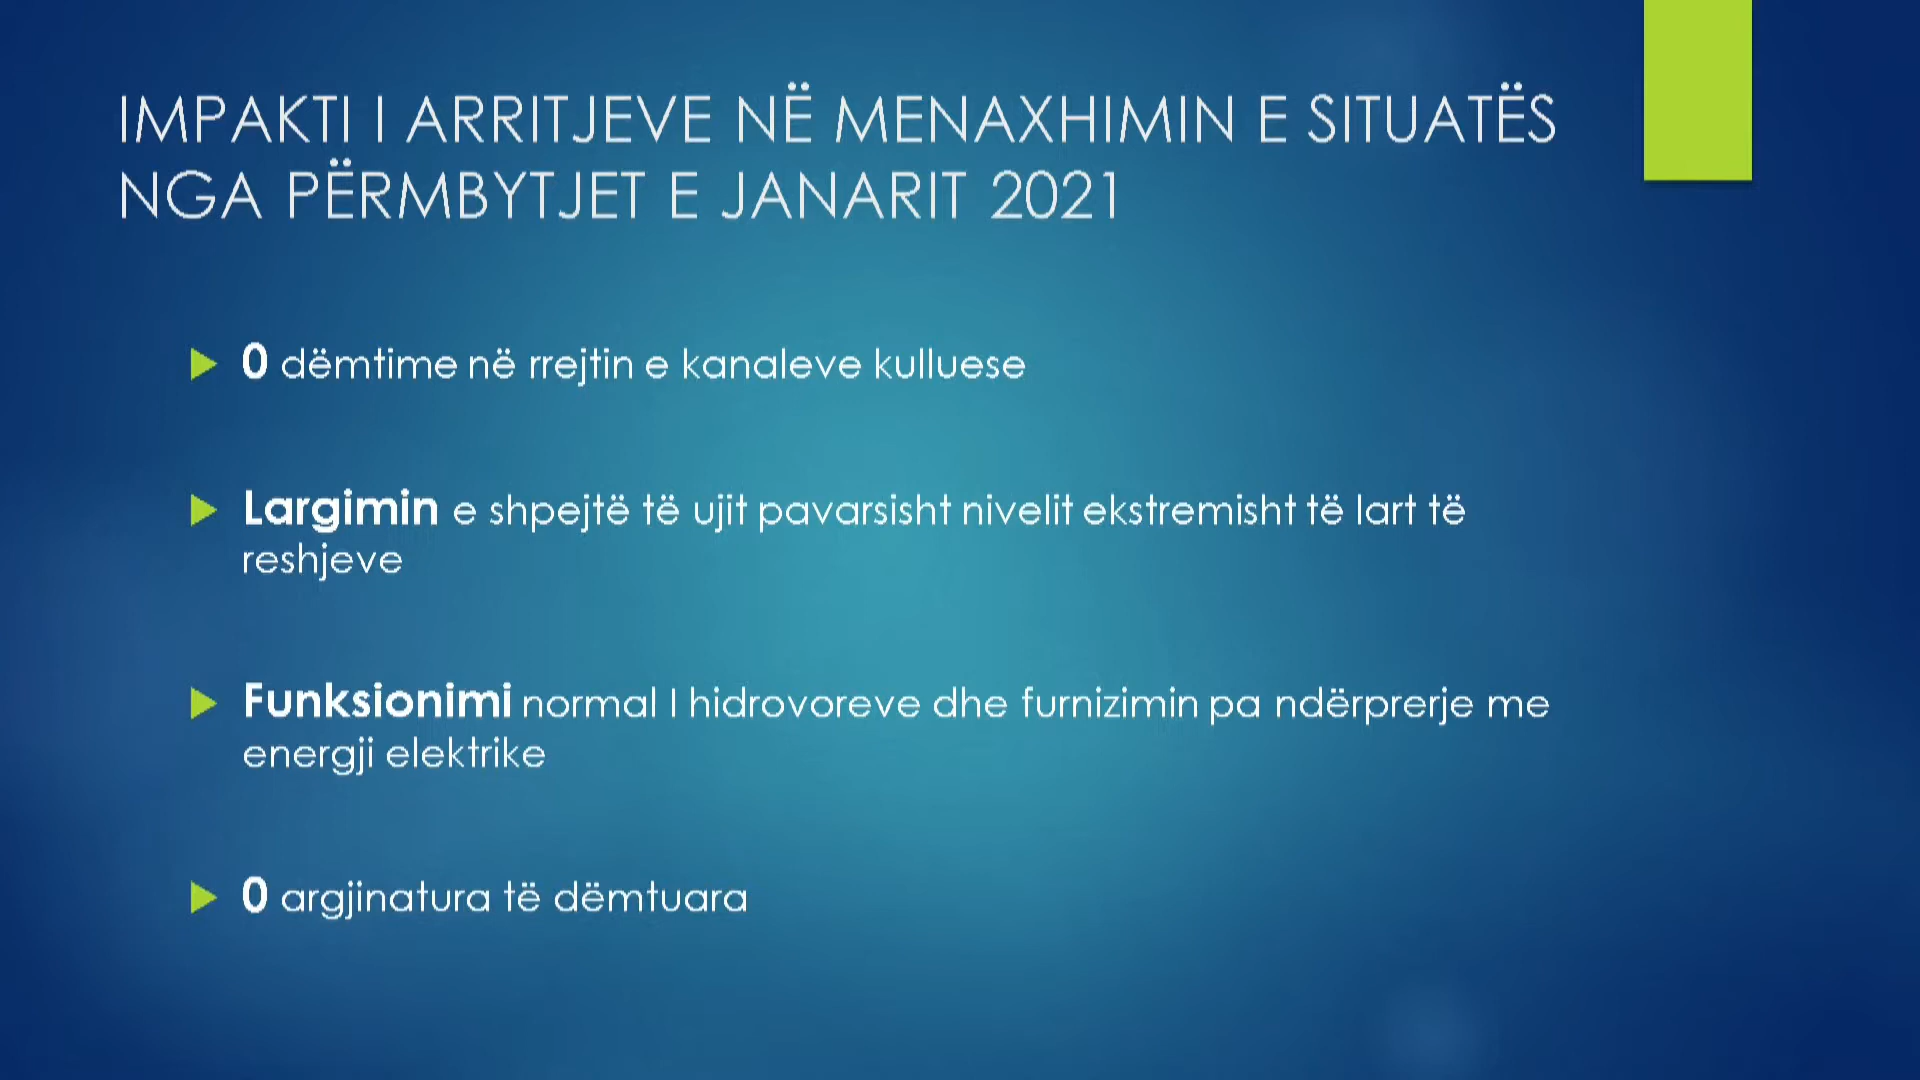 IMPAKTI I ARRITJEVE NË MENAXHIMIN E SITUATËS
NGA PËRMBYTJET E JANARIT 2021
0 dëmtime në rrejtin e kanaleve kulluese
Largimin e shpejtë të ujit pavarsisht nivelit ekstremisht të lart të
reshjeve
Funksionimi normal I hidrovoreve dhe furnizimin pa ndërprerje me
energji elektrike
0 argjinatura të dëmtuara